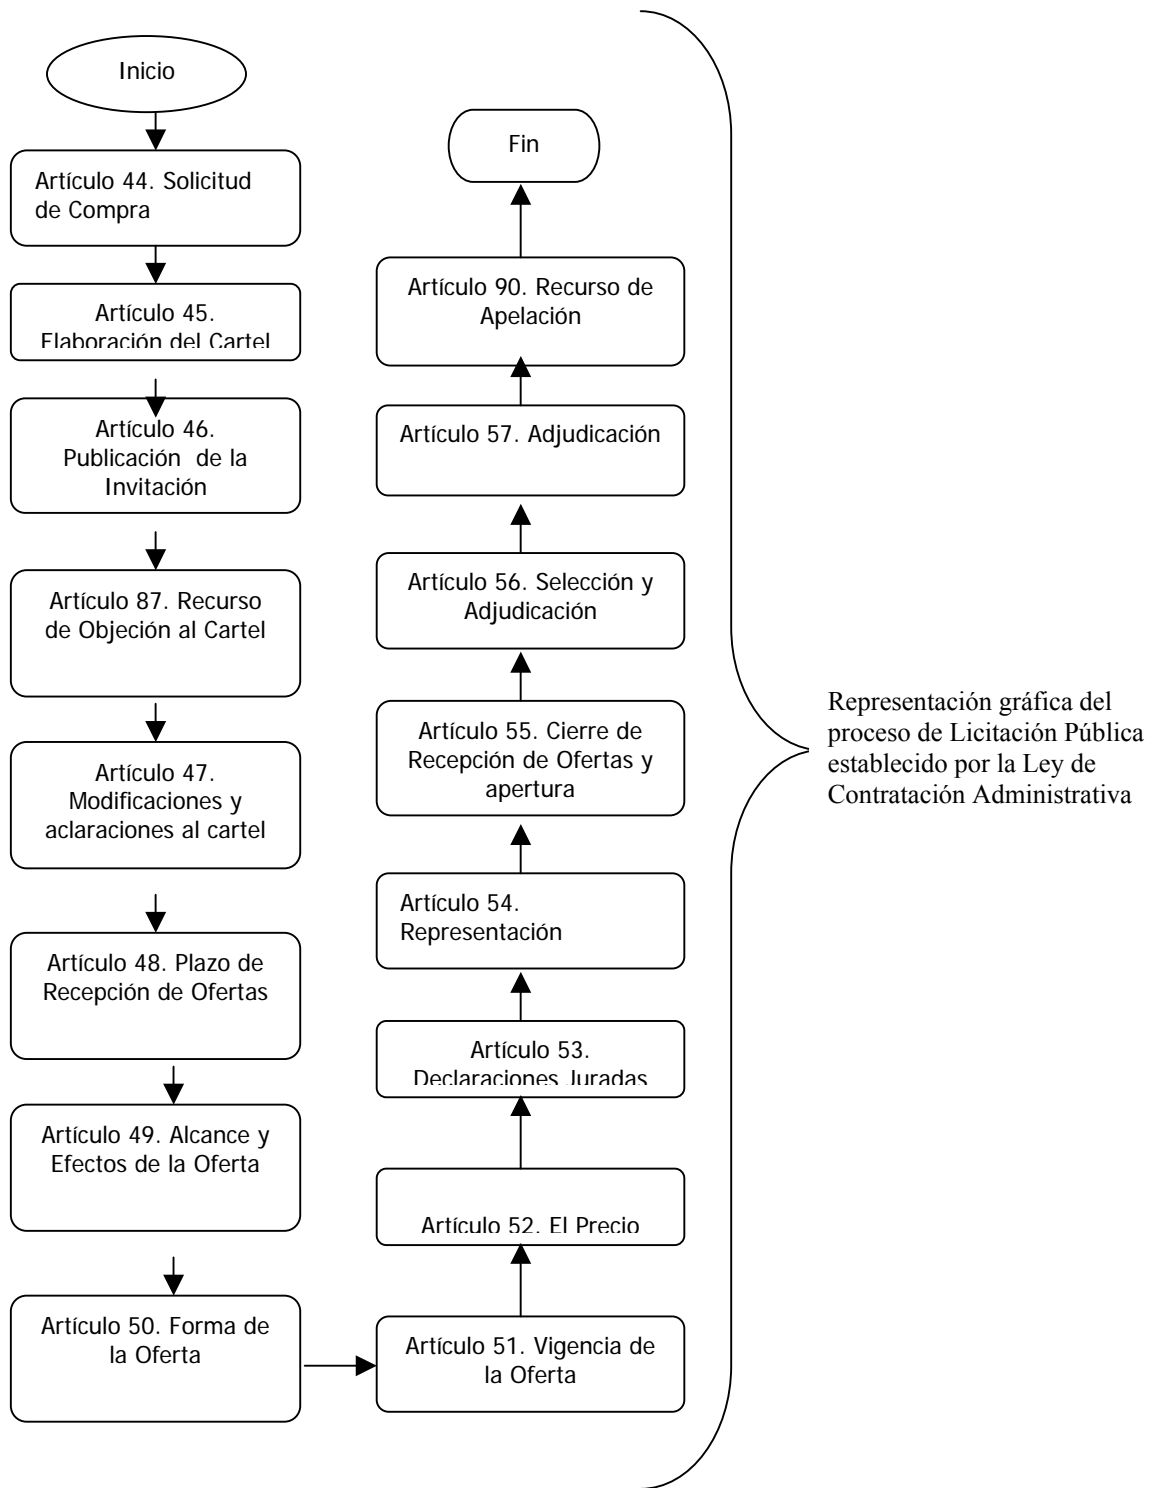 Inicio
Artículo 44. Solicitud
de Compra
Artículo 45.
Elaboración del Cartel
Artículo 46.
Publicación de la
Invitación
Artículo 87. Recurso
de Objeción al Cartel
Artículo 47.
Modificaciones y
aclaraciones al cartel
Artículo 48. Plazo de
Recepción de Ofertas
Artículo 49. Alcance y
Efectos de la Oferta
Artículo 50. Forma de
la Oferta
Artículo 51. Vigencia de
la Oferta
Artículo 52. El Precio
Artículo 53.
Declaraciones Juradas
Artículo 54.
Representación
Artículo 55. Cierre de
Recepción de Ofertas y
apertura
Artículo 56. Selección y
Adjudicación
Artículo 57. Adjudicación
Artículo 90. Recurso de
Apelación
Fin
Representación gráfica del
proceso de Licitación Pública
establecido por la Ley de
Contratación Administrativa